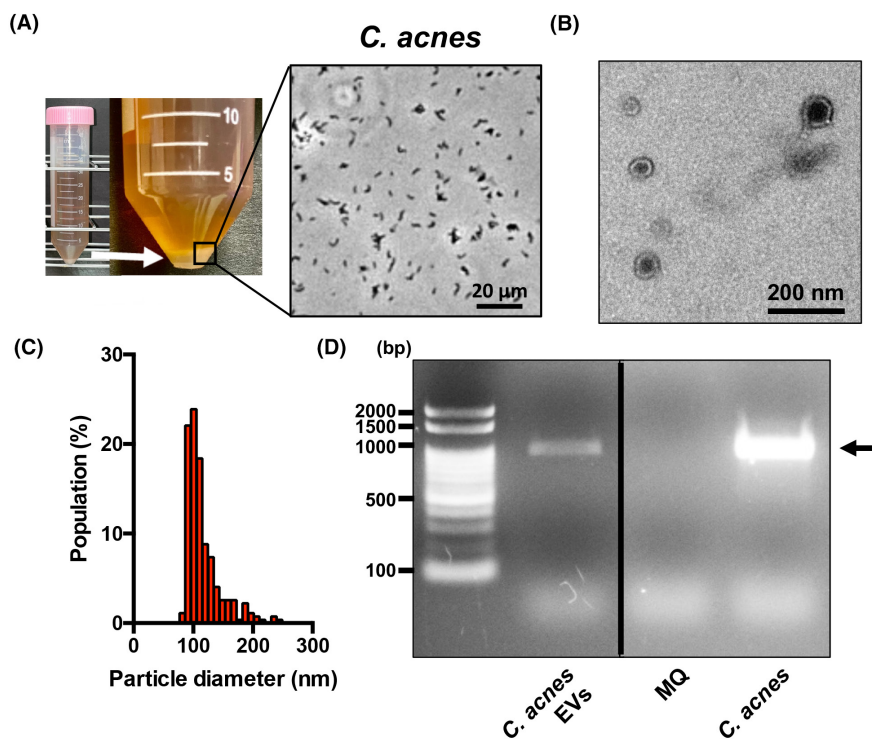 (A)
C. acnes
10
5
20 µm
(B)
200 nm
(C)
30
20
10
0
Population (%)
0 100 200 300
Particle diameter (nm)
(D)
(bp)
2000
1500
1000
500
100
C. acnes
EVs
MQ
C. acnes